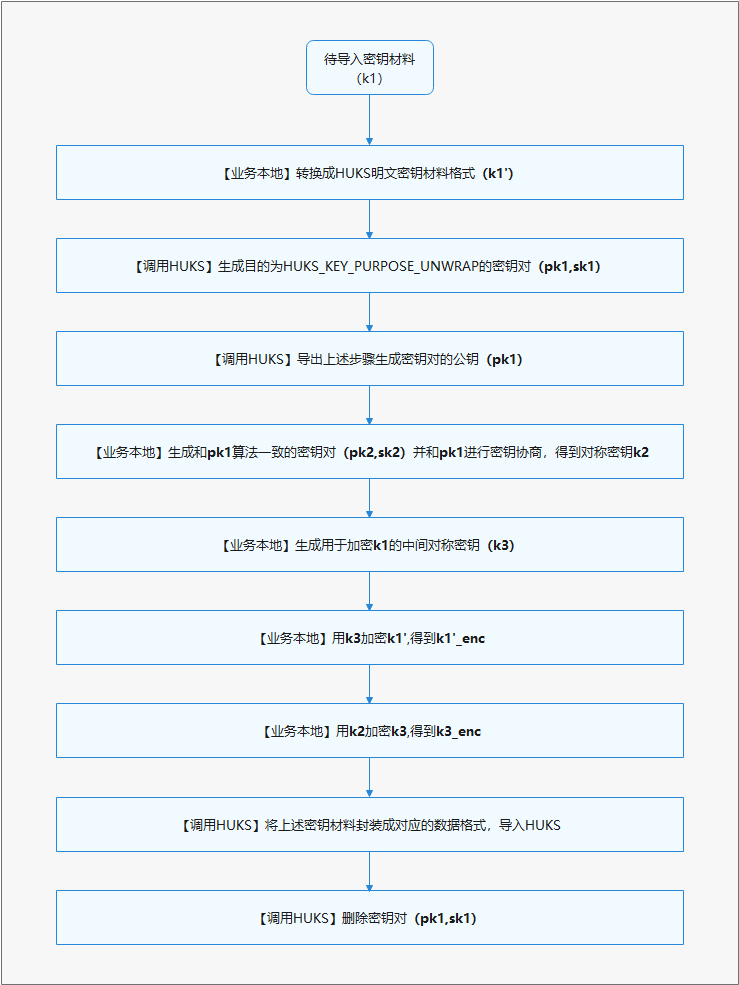 待导入密钥材料
（k1）
【业务本地】转换成HUKS明文密钥材料格式（k1'）
【调用HUKS】生成目的为HUKS_KEY_PURPOSE_UNWRAP的密钥对（pk1,sk1）
【调用HUKS】导出上述步骤生成密钥对的公钥（pk1）
【业务本地】生成和pk1算法一致的密钥对（pk2,sk2）并和pk1进行密钥协商，得到对称密钥k2
【业务本地】生成用于加密k1的中间对称密钥（k3）
【业务本地】用k3加密k1',得到k1'_enc
【业务本地】用k2加密k3,得到k3_enc
【调用HUKS】将上述密钥材料封装成对应的数据格式，导入HUKS
【调用HUKS】删除密钥对（pk1,sk1）